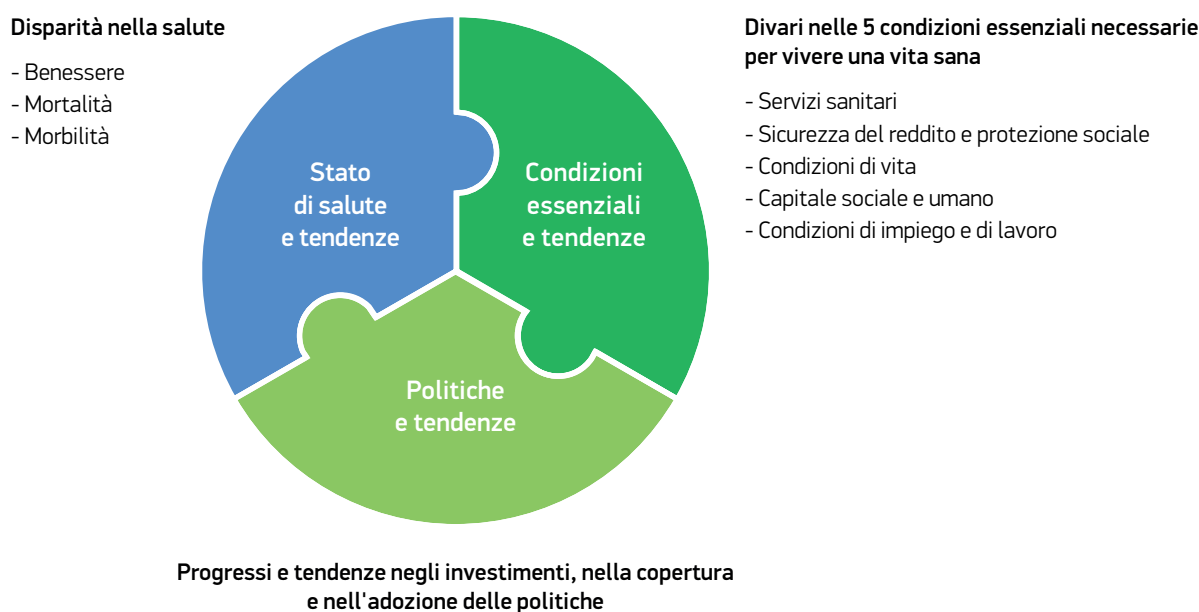 Disparità nella salute
- Benessere
- Mortalità
- Morbilità
Stato
di salute
e tendenze
Condizioni
essenziali
e tendenze
Politiche
e tendenze
Divari nelle 5 condizioni essenziali necessarie
per vivere una vita sana
- Servizi sanitari
- Sicurezza del reddito e protezione sociale
- Condizioni di vita
- Capitale sociale e umano
- Condizioni di impiego e di lavoro
Progressi e tendenze negli investimenti, nella copertura
e nell'adozione delle politiche